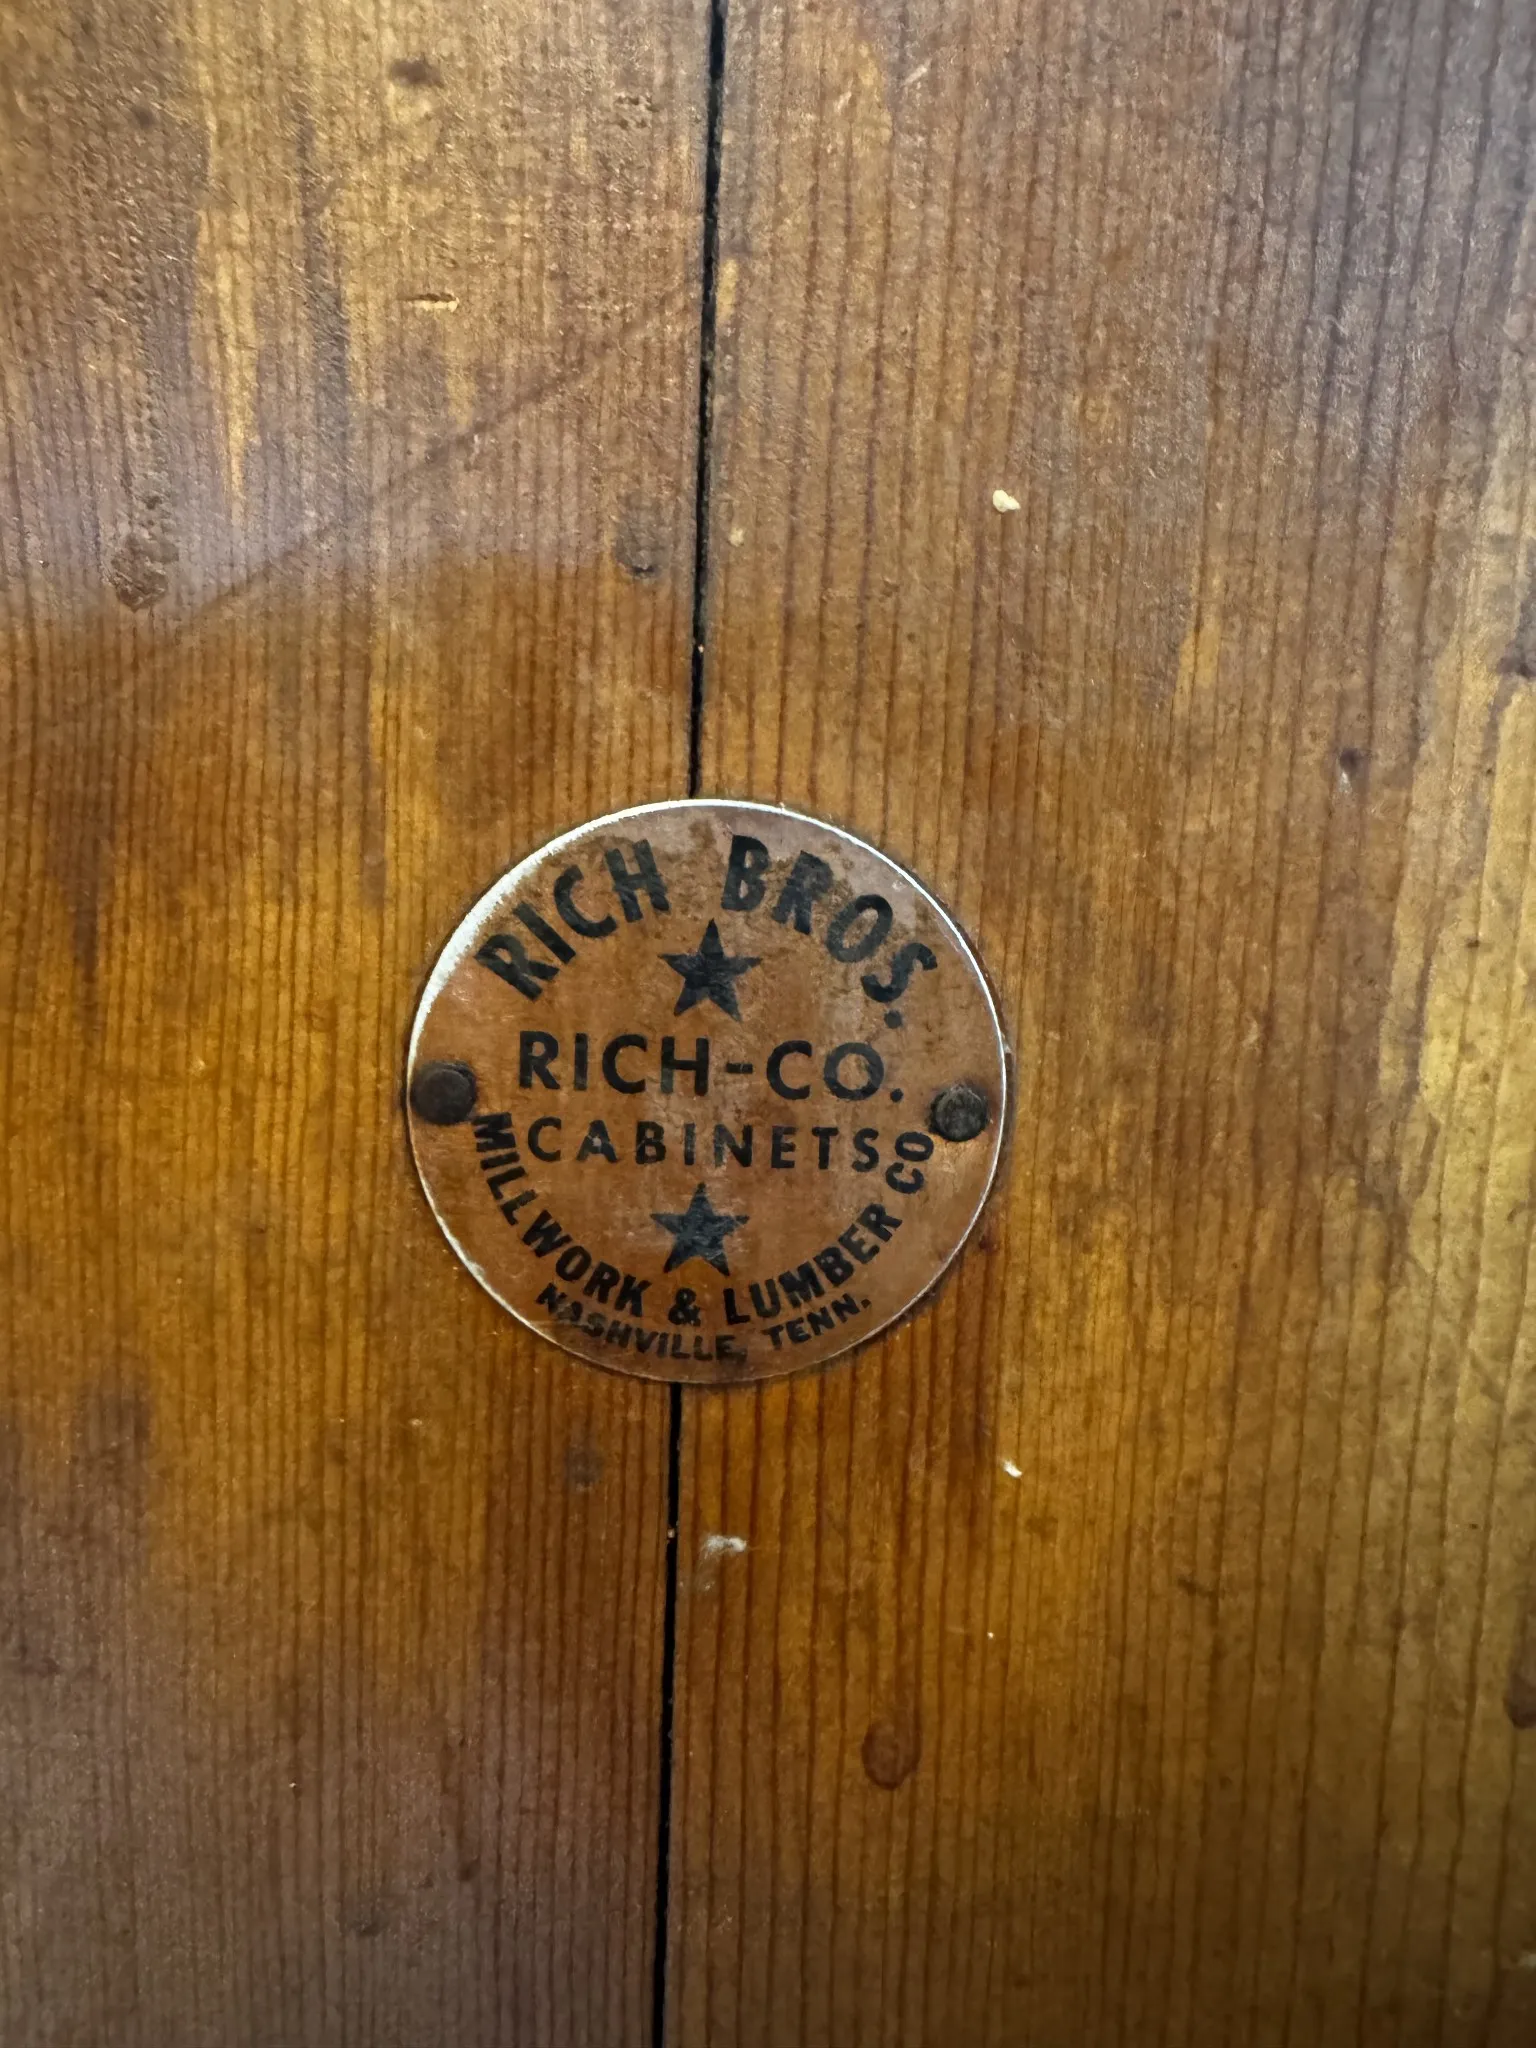 RICH BROS.
RICH-CO.
CABINETS
MILLWORK & LUMBER CO
NASHVILLE, TENN.